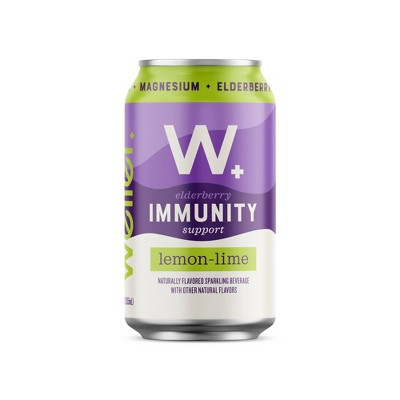 + MAGNESIUM + ELDERBERRY
W+
elderberry
IMMUNITY
support
lemon-lime
NATURALLY FLAVORED SPARKLING BEVERAGE
WITH OTHER NATURAL FLAVORS
weller.